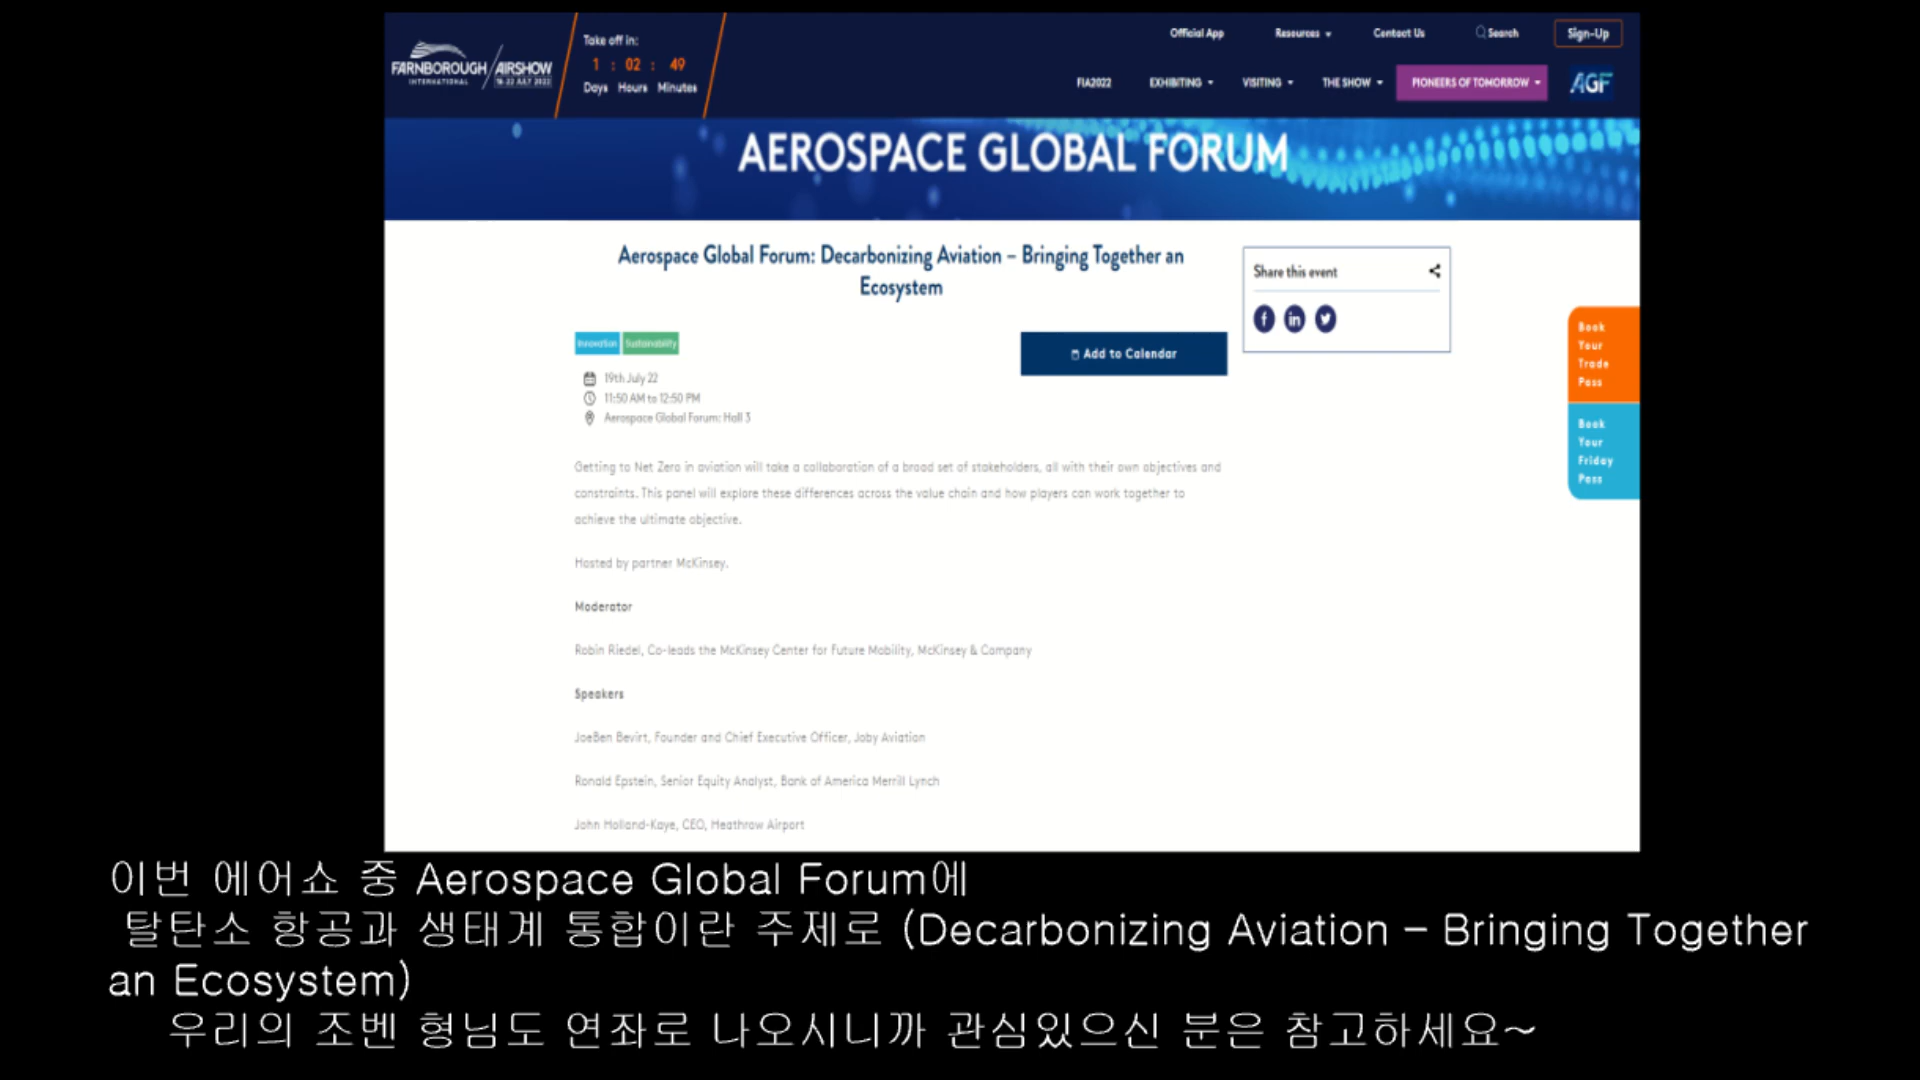 FARNBOROUGH INTERNATIONAL AIRSHOW 18-22 JULY 2022
Take off in:
1 : 02 : 49
Days Hours Minutes
Official App Resources Contact Us Search Sign-Up
FIA2022 EXHIBITING VISITING THE SHOW PIONEERS OF TOMORROW AGF
AEROSPACE GLOBAL FORUM
Aerospace Global Forum: Decarbonizing Aviation – Bringing Together an
Ecosystem
Innovation Sustainability
Add to Calendar
Share this event
19th July 22
11:50 AM to 12:50 PM
Aerospace Global Forum: Hall 3
Book
Your
Trade
Pass
Book
Your
Friday
Pass
Getting to Net Zero in aviation will take a collaboration of a broad set of stakeholders, all with their own objectives and
constraints. This panel will explore these differences across the value chain and how players can work together to
achieve the ultimate objective.
Hosted by partner McKinsey.
Moderator
Robin Riedel, Co-leads the McKinsey Center for Future Mobility, McKinsey & Company
Speakers
JoeBen Bevirt, Founder and Chief Executive Officer, Joby Aviation
Ronald Epstein, Senior Equity Analyst, Bank of America Merrill Lynch
John Holland-Kaye, CEO, Heathrow Airport
이번 에어쇼 중 Aerospace Global Forum에
탈탄소 항공과 생태계 통합이란 주제로 (Decarbonizing Aviation – Bringing Together
an Ecosystem)
우리의 조벤 형님도 연좌로 나오시니까 관심있으신 분은 참고하세요~